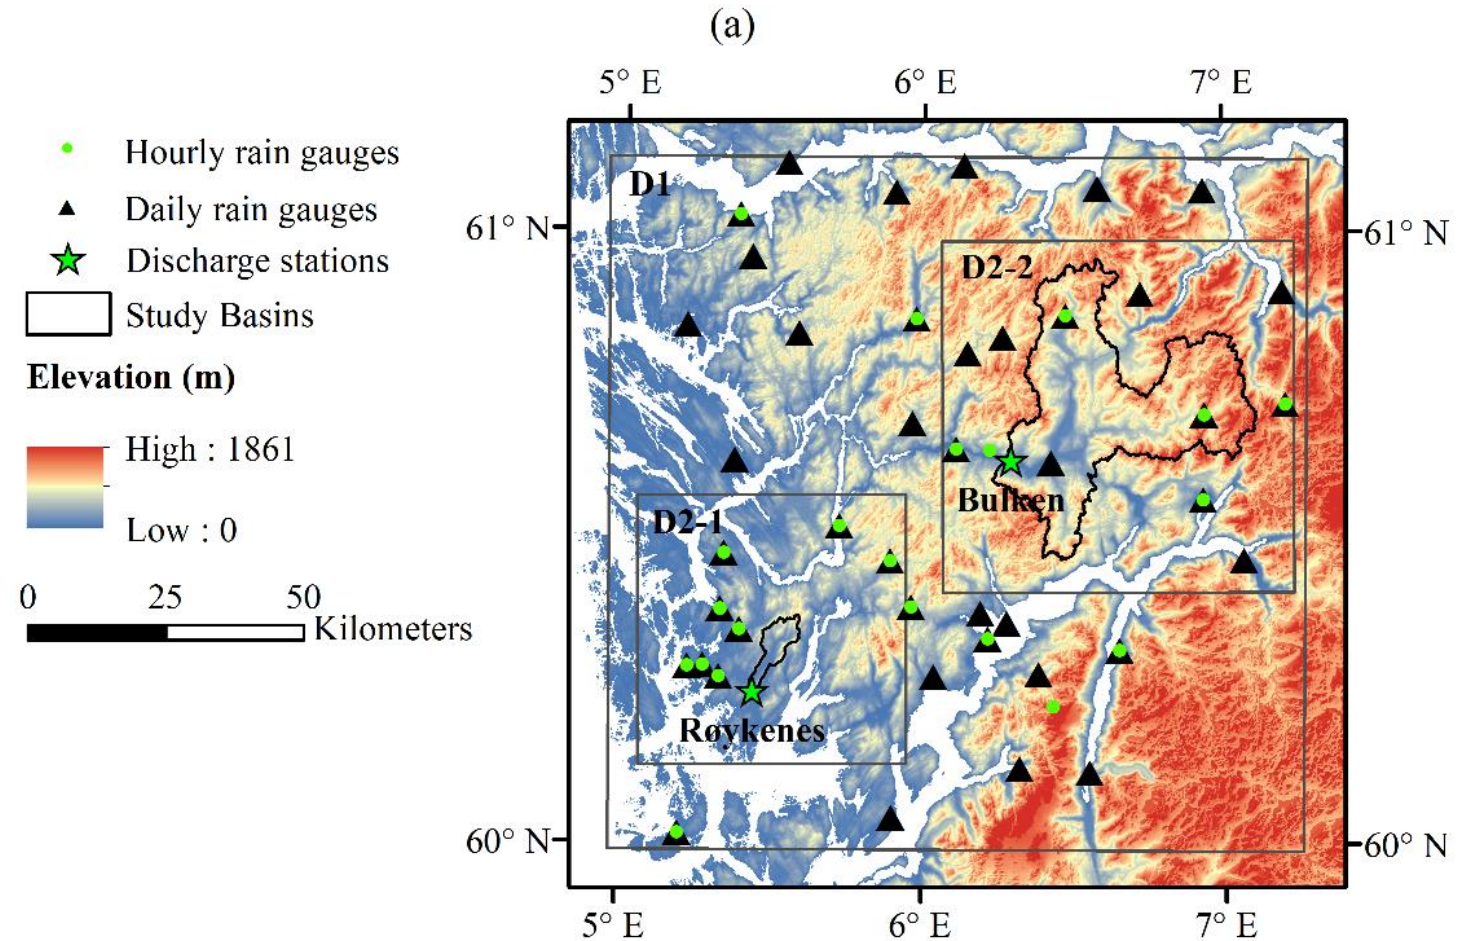 (a)
5° E 6° E 7° E
Hourly rain gauges
Daily rain gauges
Discharge stations
Study Basins
Elevation (m)
High : 1861
Low : 0
0 25 50
Kilometers
61° N 61° N
D1
D2-2
Bulken
D2-1
Røykenes
60° N 60° N
5° E 6° E 7° E